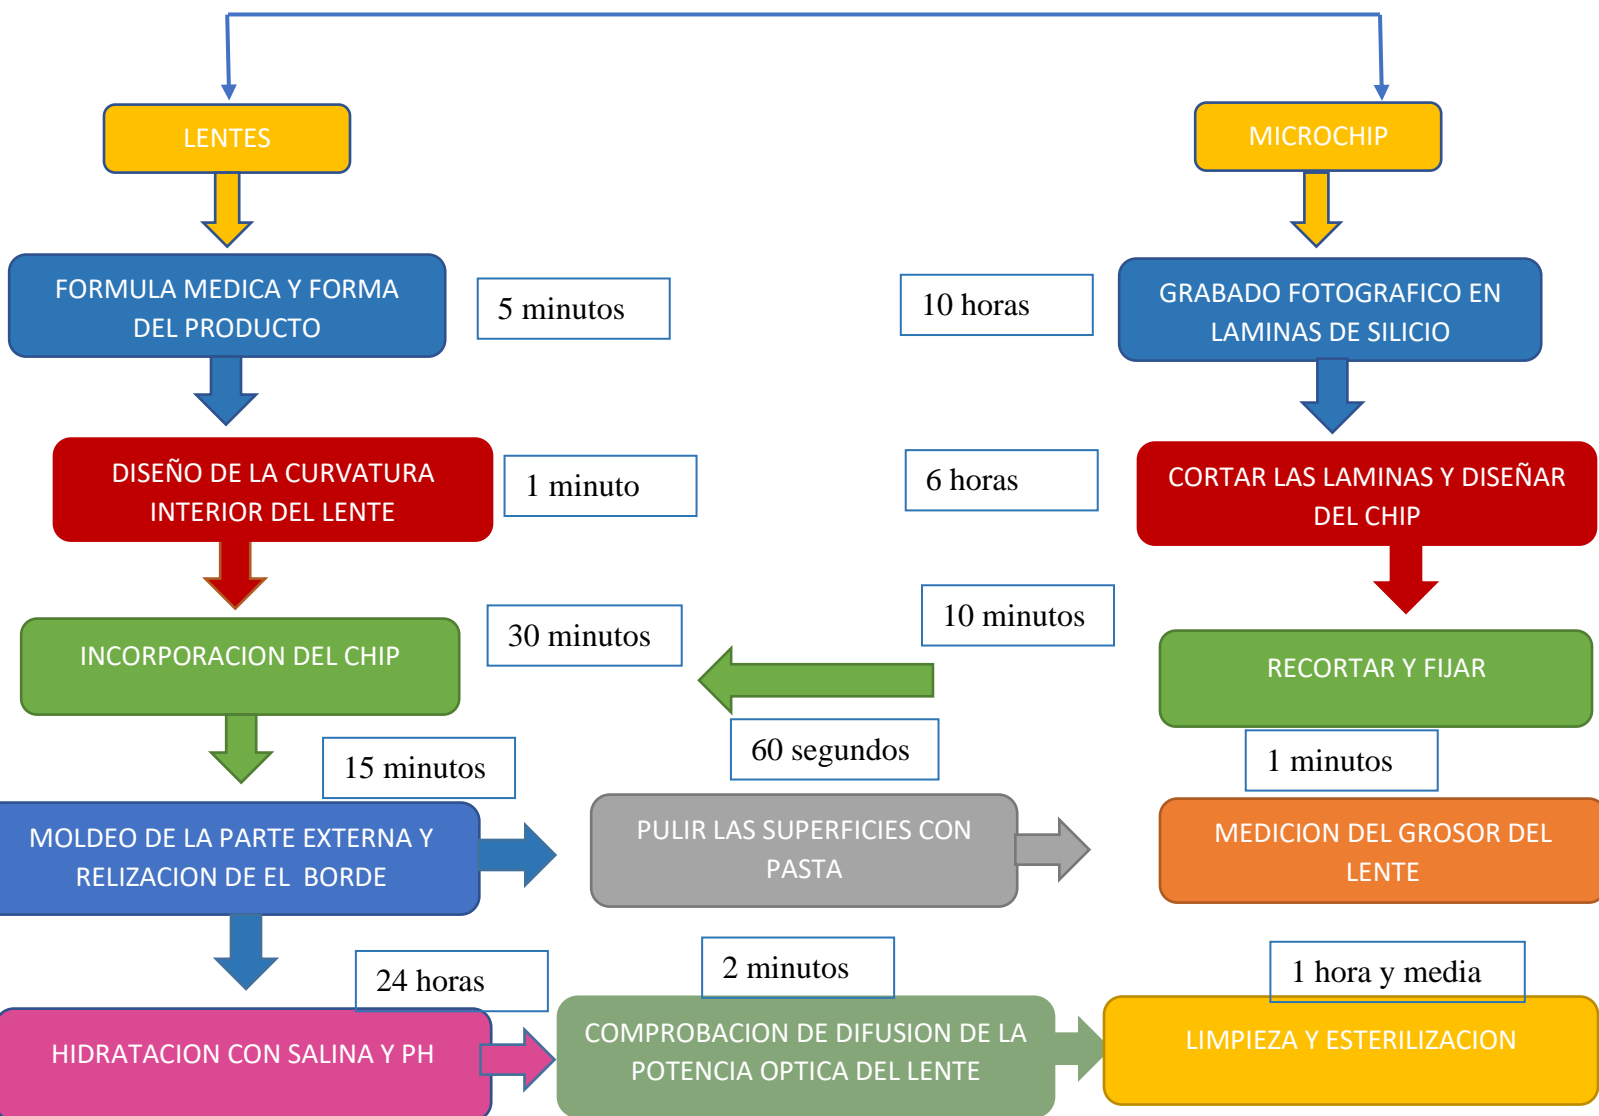 LENTES
MICROCHIP
FORMULA MEDICA Y FORMA
DEL PRODUCTO
5 minutos
10 horas
GRABADO FOTOGRAFICO EN
LAMINAS DE SILICIO
DISEÑO DE LA CURVATURA
INTERIOR DEL LENTE
1 minuto
6 horas
CORTAR LAS LAMINAS Y DISEÑAR
DEL CHIP
INCORPORACION DEL CHIP
30 minutos
10 minutos
RECORTAR Y FIJAR
15 minutos
60 segundos
1 minutos
MOLDEO DE LA PARTE EXTERNA Y
RELIZACION DE EL BORDE
PULIR LAS SUPERFICIES CON
PASTA
MEDICION DEL GROSOR DEL
LENTE
24 horas
2 minutos
1 hora y media
HIDRATACION CON SALINA Y PH
COMPROBACION DE DIFUSION DE LA
POTENCIA OPTICA DEL LENTE
LIMPIEZA Y ESTERILIZACION